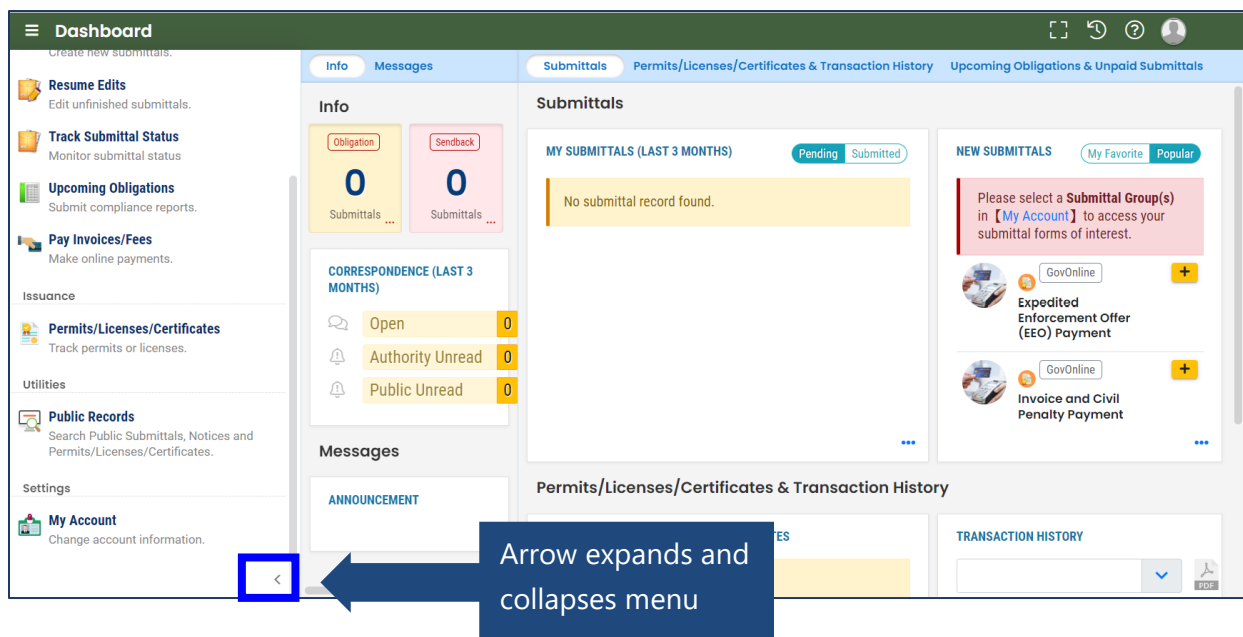 Dashboard
Create new submittals.
Resume Edits
Edit unfinished submittals.
Track Submittal Status
Monitor submittal status
Upcoming Obligations
Submit compliance reports.
Pay Invoices/Fees
Make online payments.
Issuance
Permits/Licenses/Certificates
Track permits or licenses.
Utilities
Public Records
Search Public Submittals, Notices and
Permits/Licenses/Certificates.
Settings
My Account
Change account information.
Info Messages
Info
Obligation
0
Submittals ...
Sendback
0
Submittals ...
CORRESPONDENCE (LAST 3
MONTHS)
Open 0
Authority Unread 0
Public Unread 0
Messages
ANNOUNCEMENT
Submittals Permits/Licenses/Certificates & Transaction History Upcoming Obligations & Unpaid Submittals
Submittals
MY SUBMITTALS (LAST 3 MONTHS) Pending Submitted
No submittal record found.
NEW SUBMITTALS My Favorite Popular
Please select a Submittal Group(s)
in【My Account】to access your
submittal forms of interest.
GovOnline +
Expedited
Enforcement Offer
(EEO) Payment
GovOnline +
Invoice and Civil
Penalty Payment
Permits/Licenses/Certificates & Transaction History
TES
TRANSACTION HISTORY
PDF
Arrow expands and
collapses menu